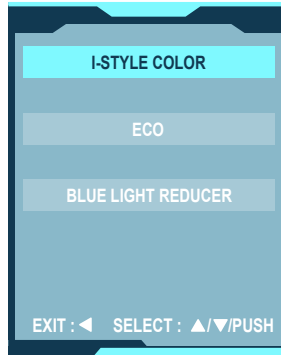 I-STYLE COLOR
ECO
BLUE LIGHT REDUCER
EXIT : ◀ SELECT : ▲/▼/PUSH